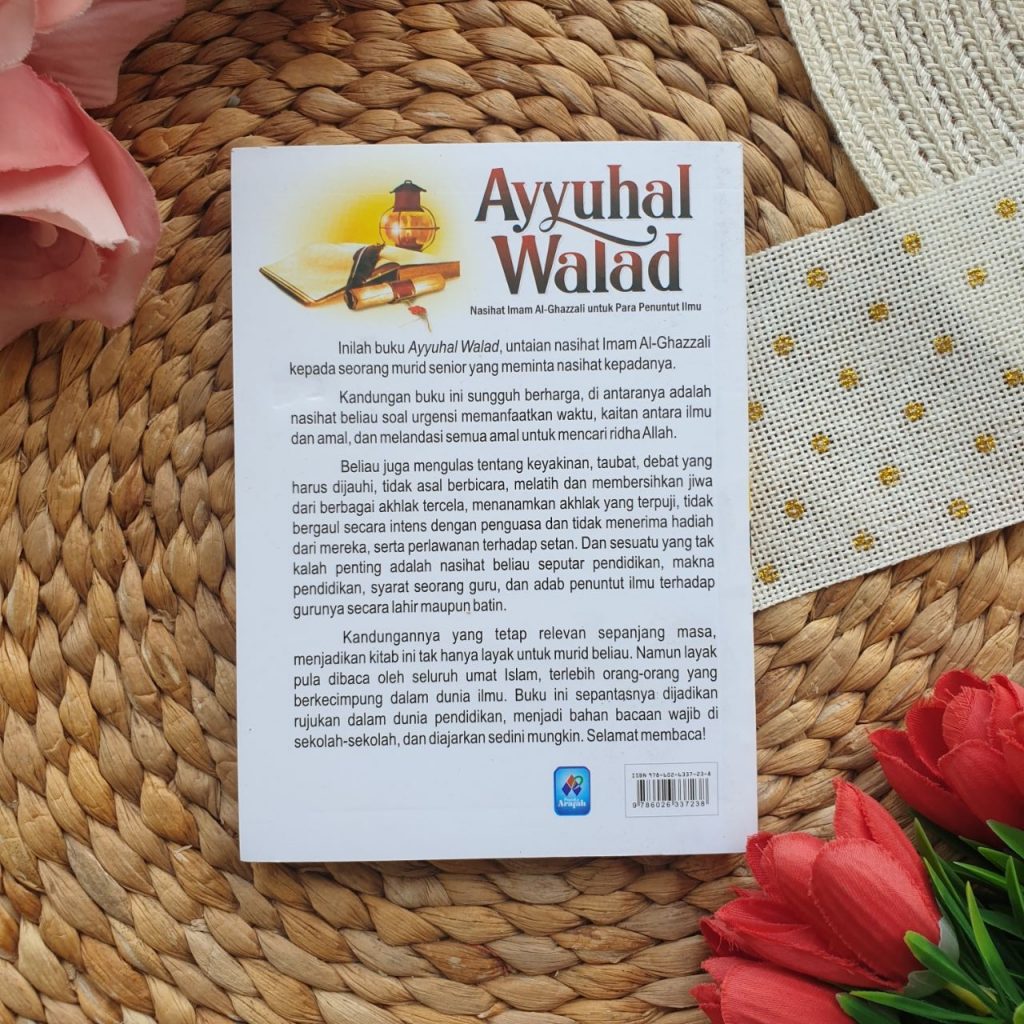 Ayyuhal
Walad
Nasihat Imam Al-Ghazzali untuk Para Penuntut Ilmu
Inilah buku Ayyuhal Walad, untaian nasihat Imam Al-Ghazzali
kepada seorang murid senior yang meminta nasihat kepadanya.
Kandungan buku ini sungguh berharga, di antaranya adalah
nasihat beliau soal urgensi memanfaatkan waktu, kaitan antara ilmu
dan amal, dan melandasi semua amal untuk mencari ridha Allah.
Beliau juga mengulas tentang keyakinan, taubat, debat yang
harus dijauhi, tidak asal berbicara, melatih dan membersihkan jiwa
dari berbagai akhlak tercela, menanamkan akhlak yang terpuji, tidak
bergaul secara intens dengan penguasa dan tidak menerima hadiah
dari mereka, serta perlawanan terhadap setan. Dan sesuatu yang tak
kalah penting adalah nasihat beliau seputar pendidikan, makna
pendidikan, syarat seorang guru, dan adab penuntut ilmu terhadap
gurunya secara lahir maupun batin.
Kandungannya yang tetap relevan sepanjang masa,
menjadikan kitab ini tak hanya layak untuk murid beliau. Namun layak
pula dibaca oleh seluruh umat Islam, terlebih orang-orang yang
berkecimpung dalam dunia ilmu. Buku ini sepantasnya dijadikan
rujukan dalam dunia pendidikan, menjadi bahan bacaan wajib di
sekolah-sekolah, dan diajarkan sedini mungkin. Selamat membaca!
Arafah
ISBN 978-602-6337-23-8
9 786026 337238